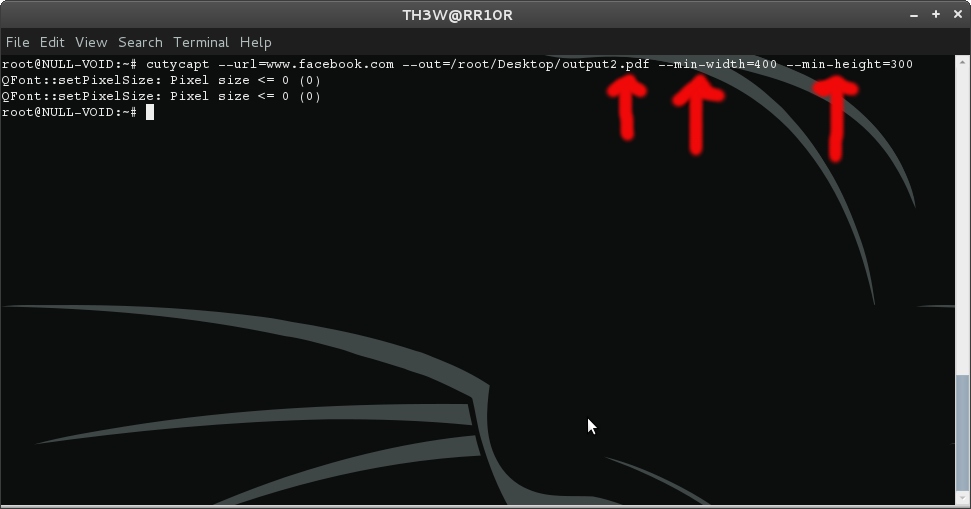 TH3W@RR10R
File Edit View Search Terminal Help
root@NULL-VOID:~# cutycapt --url=www.facebook.com --out=/root/Desktop/output2.pdf --min-width=400 --min-height=300
QFont::setPixelSize: Pixel size <= 0 (0)
QFont::setPixelSize: Pixel size <= 0 (0)
root@NULL-VOID:~#